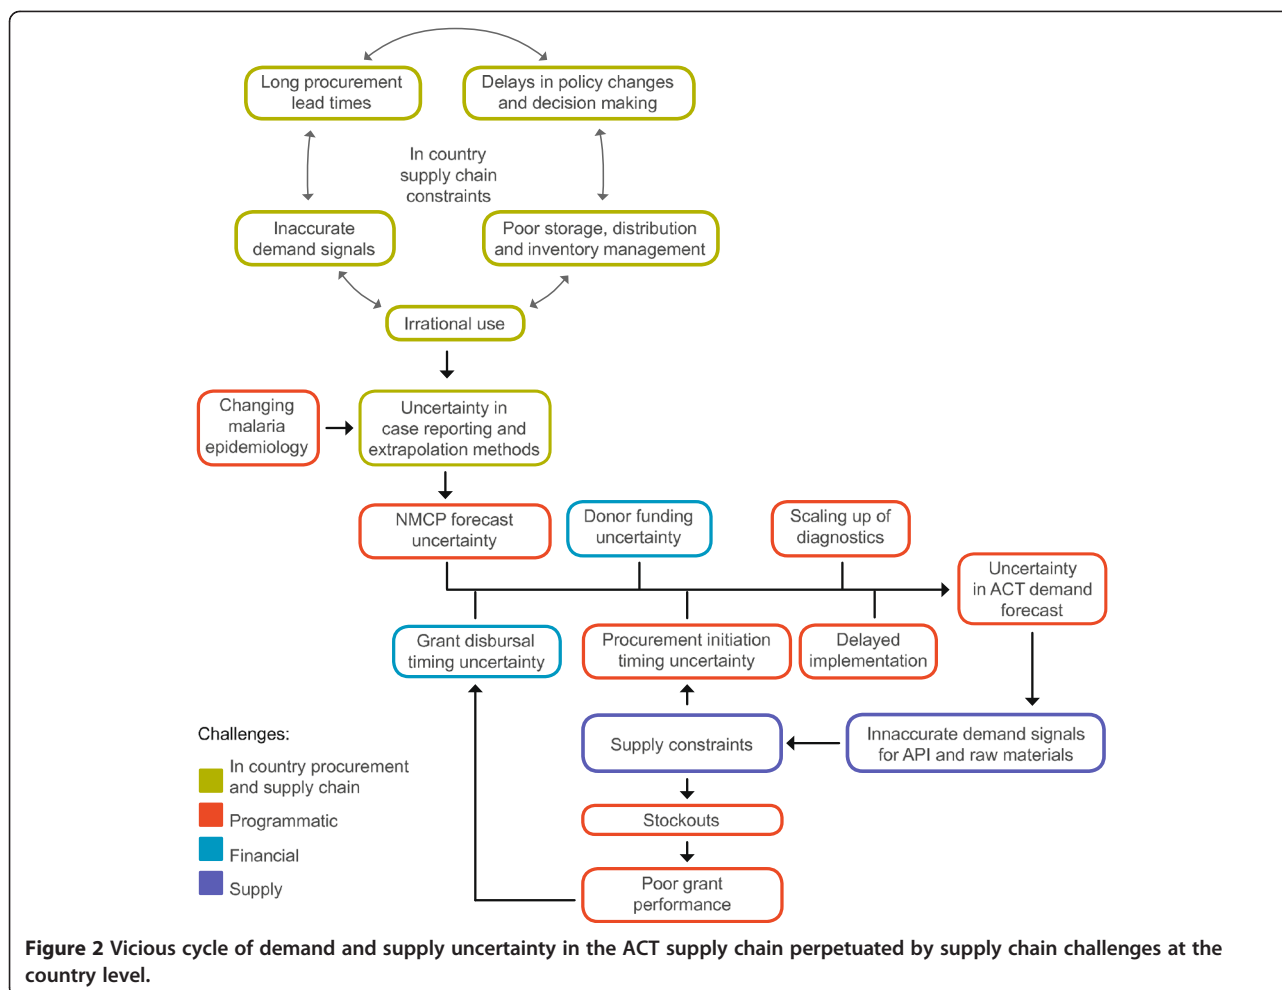 Long procurement
lead times
Delays in policy changes
and decision making
In country
supply chain
constraints
Inaccurate
demand signals
Poor storage, distribution
and inventory management
Irrational use
Changing
malaria
epidemiology
Uncertainty in
case reporting and
extrapolation methods
NMCP forecast
uncertainty
Donor funding
uncertainty
Scaling up of
diagnostics
Uncertainty
in ACT demand
forecast
Grant disbursal
timing uncertainty
Procurement initiation
timing uncertainty
Delayed
implementation
Supply constraints
Innaccurate demand signals
for API and raw materials
Stockouts
Poor grant
performance
Challenges:
In country procurement
and supply chain
Programmatic
Financial
Supply
Figure 2 Vicious cycle of demand and supply uncertainty in the ACT supply chain perpetuated by supply chain challenges at the
country level.